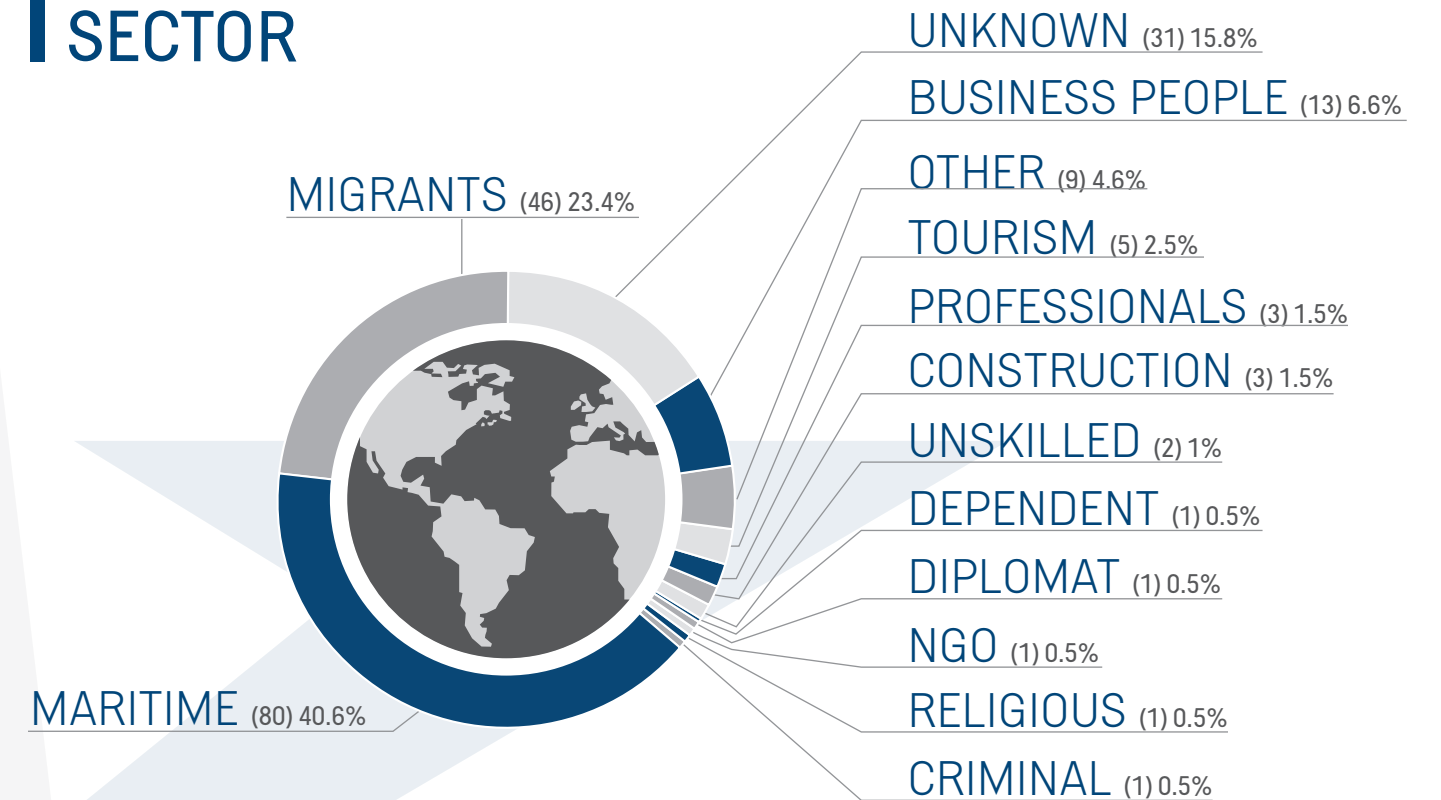 SECTOR
UNKNOWN (31) 15.8%
BUSINESS PEOPLE (13) 6.6%
OTHER (9) 4.6%
MIGRANTS (46) 23.4%
TOURISM (5) 2.5%
PROFESSIONALS (3) 1.5%
CONSTRUCTION (3) 1.5%
UNSKILLED (2) 1%
DEPENDENT (1) 0.5%
DIPLOMAT (1) 0.5%
NGO (1) 0.5%
MARITIME (80) 40.6%
RELIGIOUS (1) 0.5%
CRIMINAL (1) 0.5%